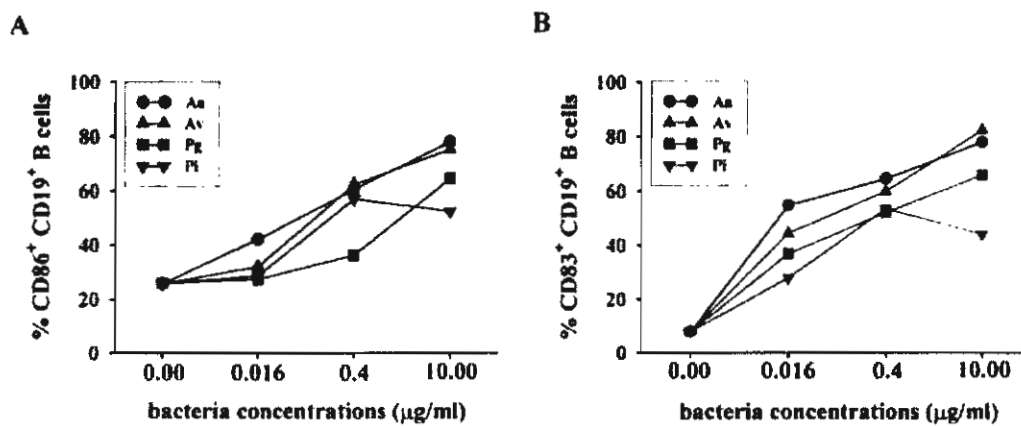 A
% CD86+ CD19+ B cells
100
80
60
40
20
0
Aa
Av
Pg
Pi
0.00 0.016 0.4 10.00
bacteria concentrations (µg/ml)
B
% CD83+ CD19+ B cells
100
80
60
40
20
0
Aa
Av
Pg
Pi
0.00 0.016 0.4 10.00
bacteria concentrations (µg/ml)